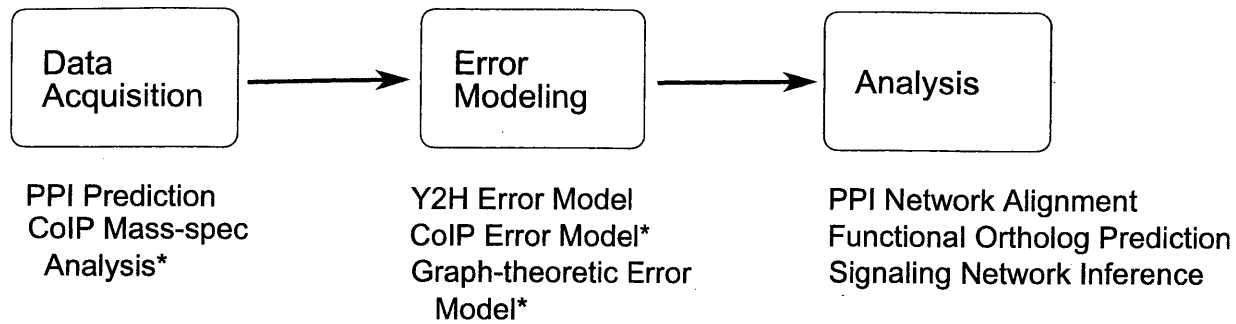 Data
Acquisition
Error
Modeling
Analysis
PPI Prediction
CoIP Mass-spec
Analysis*
Y2H Error Model
CoIP Error Model*
Graph-theoretic Error
Model*
PPI Network Alignment
Functional Ortholog Prediction
Signaling Network Inference